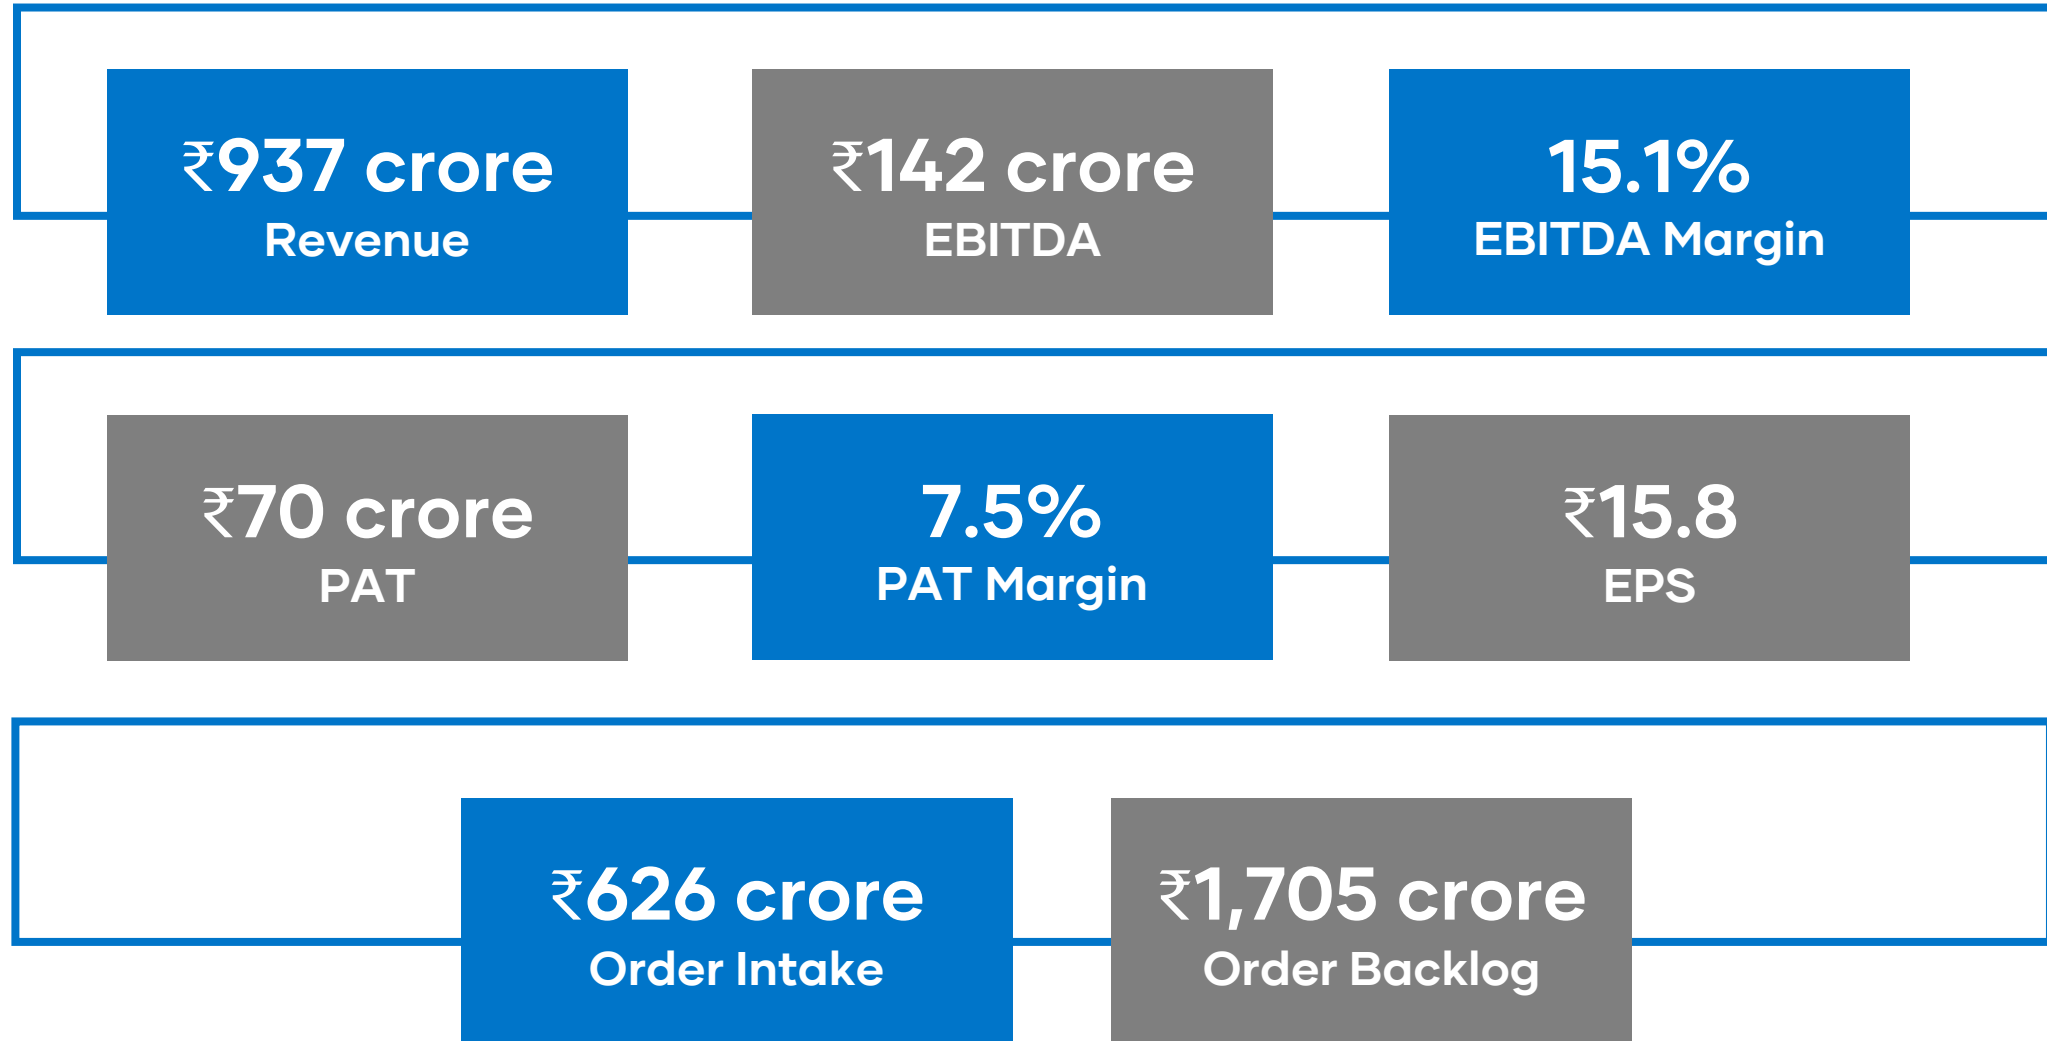 ₹937 crore
Revenue
₹142 crore
EBITDA
15.1%
EBITDA Margin
₹70 crore
PAT
7.5%
PAT Margin
₹15.8
EPS
₹626 crore
Order Intake
₹1,705 crore
Order Backlog